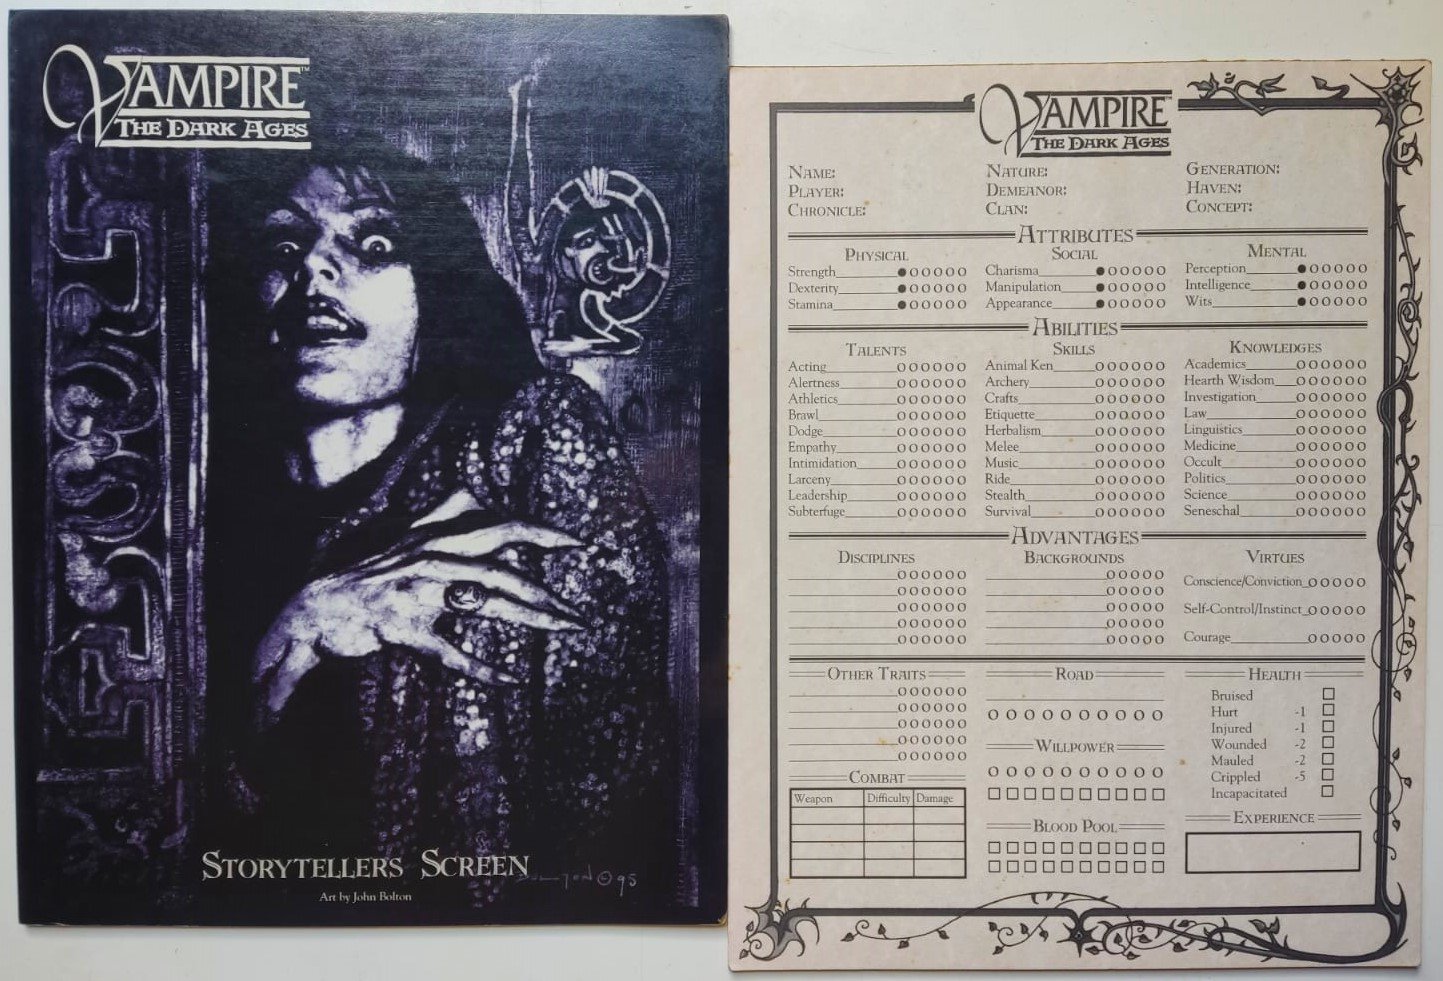 VAMPIRE™
THE DARK AGES
STORYTELLERS SCREEN
BOLTON © 95
Art by John Bolton
VAMPIRE™
THE DARK AGES
NAME: NATURE: GENERATION:
PLAYER: DEMEANOR: HAVEN:
CHRONICLE: CLAN: CONCEPT:
ATTRIBUTES
PHYSICAL SOCIAL MENTAL
Strength Charisma Perception
Dexterity Manipulation Intelligence
Stamina Appearance Wits
ABILITIES
TALENTS SKILLS KNOWLEDGES
Acting Animal Ken Academics
Alertness Archery Hearth Wisdom
Athletics Crafts Investigation
Brawl Etiquette Law
Dodge Herbalism Linguistics
Empathy Melee Medicine
Intimidation Music Occult
Larceny Ride Politics
Leadership Stealth Science
Subterfuge Survival Seneschal
ADVANTAGES
DISCIPLINES BACKGROUNDS VIRTUES
Conscience/Conviction
Self-Control/Instinct
Courage
OTHER TRAITS ROAD HEALTH
Bruised
Hurt -1
Injured -1
Wounded -2
WILLPOWER
Mauled -2
Crippled -5
Incapacitated
COMBAT
Weapon Difficulty Damage
BLOOD POOL
EXPERIENCE